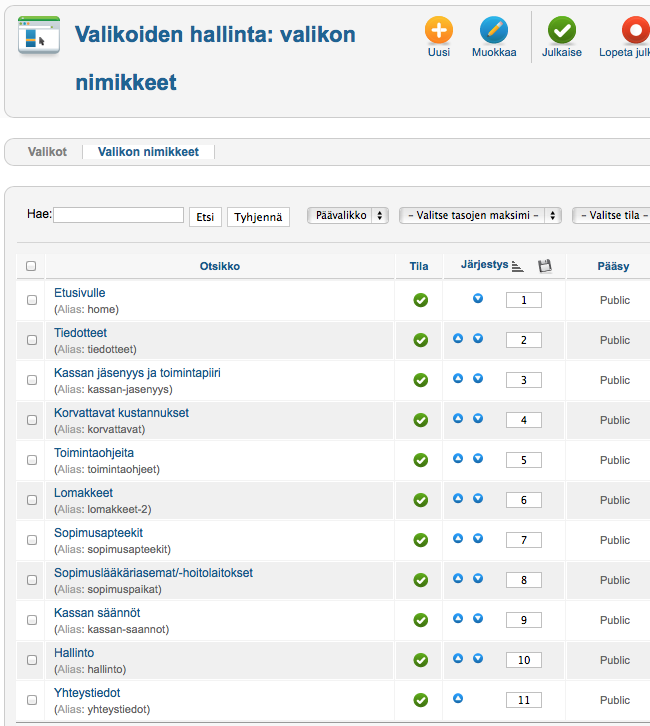 Valikoiden hallinta: valikon
nimikkeet
Uusi Muokkaa Julkaise Lopeta julk
Valikot Valikon nimikkeet
Hae: Etsi Tyhjennä Päävalikko – Valitse tasojen maksimi – – Valitse tila –
Otsikko Tila Järjestys Pääsy
Etusivulle 1 Public
(Alias: home)
Tiedotteet 2 Public
(Alias: tiedotteet)
Kassan jäsenyys ja toimintapiiri 3 Public
(Alias: kassan-jasenyys)
Korvattavat kustannukset 4 Public
(Alias: korvattavat)
Toimintaohjeita 5 Public
(Alias: toimintaohjeet)
Lomakkeet 6 Public
(Alias: lomakkeet-2)
Sopimusapteekit 7 Public
(Alias: sopimusapteekit)
Sopimuslääkäriasemat/-hoitolaitokset 8 Public
(Alias: sopimuspaikat)
Kassan säännöt 9 Public
(Alias: kassan-saannot)
Hallinto 10 Public
(Alias: hallinto)
Yhteystiedot 11 Public
(Alias: yhteystiedot)